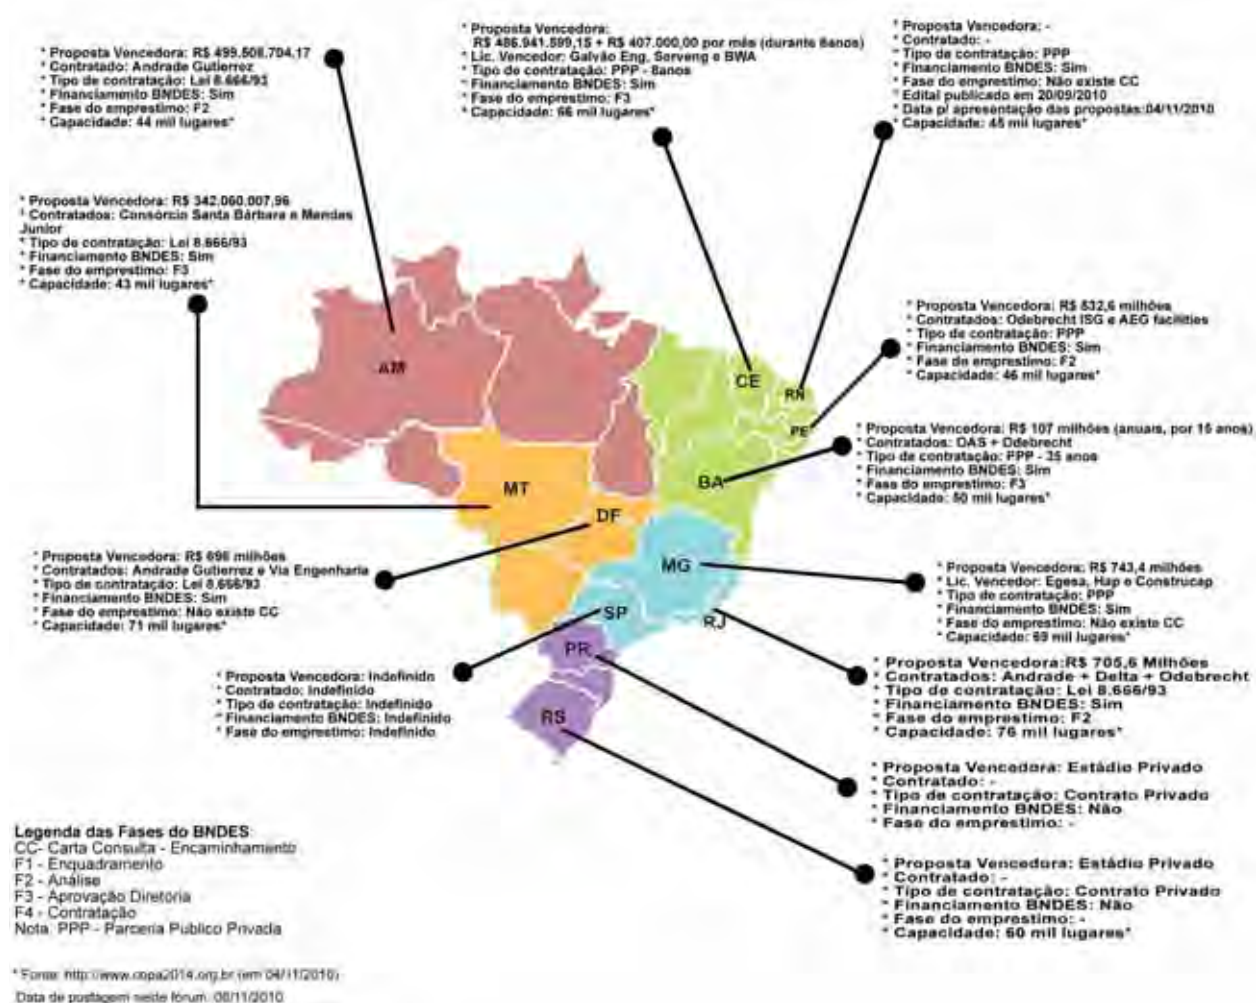 * Proposta Vencedora: R$ 499.508.704,17
* Contratado: Andrade Gutierrez
* Tipo de contratação: Lei 8.666/93
* Financiamento BNDES: Sim
* Fase do emprestimo: F2
* Capacidade: 44 mil lugares*
* Proposta Vencedora:
R$ 486.941.599,15 + R$ 407.000,00 por mês (durante 8anos)
* Lic. Vencedor: Galvão Eng, Serveng e BWA
* Tipo de contratação: PPP - 8anos
* Financiamento BNDES: Sim
* Fase do emprestimo: F3
* Capacidade: 66 mil lugares*
* Proposta Vencedora: -
* Contratado: -
* Tipo de contratação: PPP
* Financiamento BNDES: Sim
* Fase do emprestimo: Não existe CC
* Edital publicado em 20/09/2010
* Data p/ apresentação das propostas:04/11/2010
* Capacidade: 45 mil lugares*
* Proposta Vencedora: R$ 342.060.007,96
* Contratados: Consórcio Santa Bárbara e Mendes
Junior
* Tipo de contratação: Lei 8.666/93
* Financiamento BNDES: Sim
* Fase do emprestimo: F3
* Capacidade: 43 mil lugares*
* Proposta Vencedora: R$ 532,6 milhões
* Contratados: Odebrecht ISG e AEG facilities
* Tipo de contratação: PPP
* Financiamento BNDES: Sim
* Fase do emprestimo: F2
* Capacidade: 46 mil lugares*
AM
CE
RN
PE
* Proposta Vencedora: R$ 107 milhões (anuais, por 15 anos)
* Contratados: OAS + Odebrecht
* Tipo de contratação: PPP - 35 anos
* Financiamento BNDES: Sim
* Fase do emprestimo: F3
* Capacidade: 50 mil lugares*
BA
MT
DF
* Proposta Vencedora: R$ 696 milhões
* Contratados: Andrade Gutierrez e Via Engenharia
* Tipo de contratação: Lei 8.666/93
* Financiamento BNDES: Sim
* Fase do emprestimo: Não existe CC
* Capacidade: 71 mil lugares*
MG
* Proposta Vencedora: R$ 743,4 milhões
* Lic. Vencedor: Egesa, Hap e Construcap
* Tipo de contratação: PPP
* Financiamento BNDES: Sim
* Fase do emprestimo: Não existe CC
* Capacidade: 69 mil lugares*
SP
RJ
* Proposta Vencedora: Indefinido
* Contratado: Indefinido
* Tipo de contratação: Indefinido
* Financiamento BNDES: Indefinido
* Fase do emprestimo: Indefinido
PR
RS
* Proposta Vencedora:R$ 705,6 Milhões
* Contratados: Andrade + Delta + Odebrecht
* Tipo de contratação: Lei 8.666/93
* Financiamento BNDES: Sim
* Fase do emprestimo: F2
* Capacidade: 76 mil lugares*
* Proposta Vencedora: Estádio Privado
* Contratado: -
* Tipo de contratação: Contrato Privado
* Financiamento BNDES: Não
* Fase do emprestimo: -
* Proposta Vencedora: Estádio Privado
* Contratado: -
* Tipo de contratação: Contrato Privado
* Financiamento BNDES: Não
* Fase do emprestimo: -
* Capacidade: 60 mil lugares*
Legenda das Fases do BNDES
CC- Carta Consulta - Encaminhamento
F1 - Enquadramento
F2 - Análise
F3 - Aprovação Diretoria
F4 - Contratação
Nota: PPP - Parceria Publico Privada
* Fonte: http://www.copa2014.org.br (em 04/11/2010)
Data de postagem neste fórum: 08/11/2010